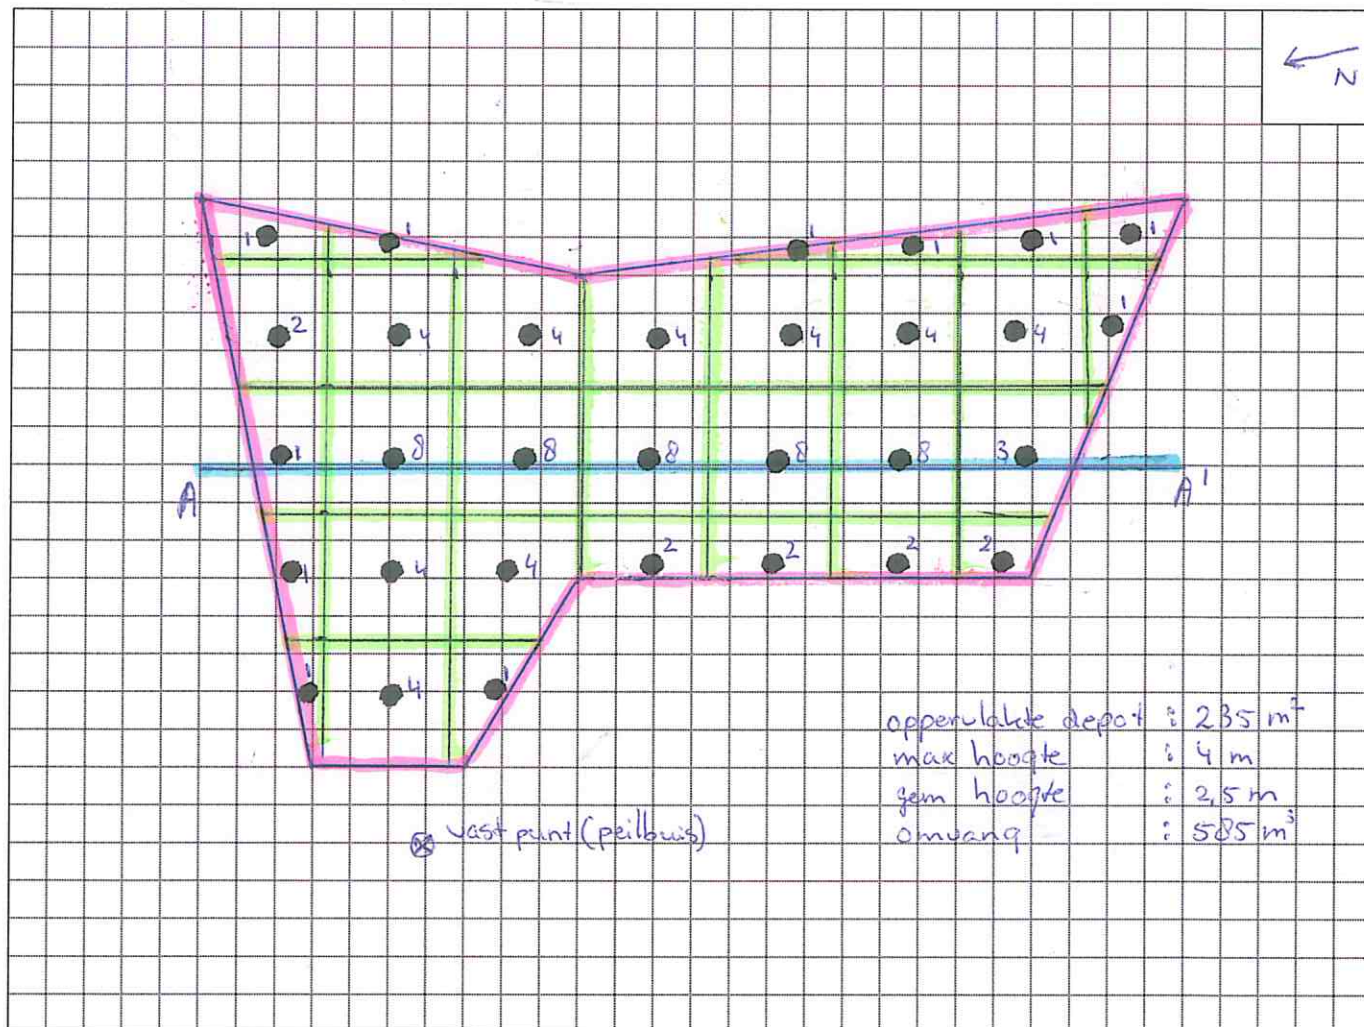 N
1 1 1 1 1 1
2 4 4 4 4 4 4 1
1 8 8 8 8 8 3
A A'
1 4 4 2 2 2 2
1 4 1
oppervlakte depot : 235 m²
max hoogte : 4 m
gem hoogte : 2,5 m
omvang : 585 m³
vast punt (peilbuis)